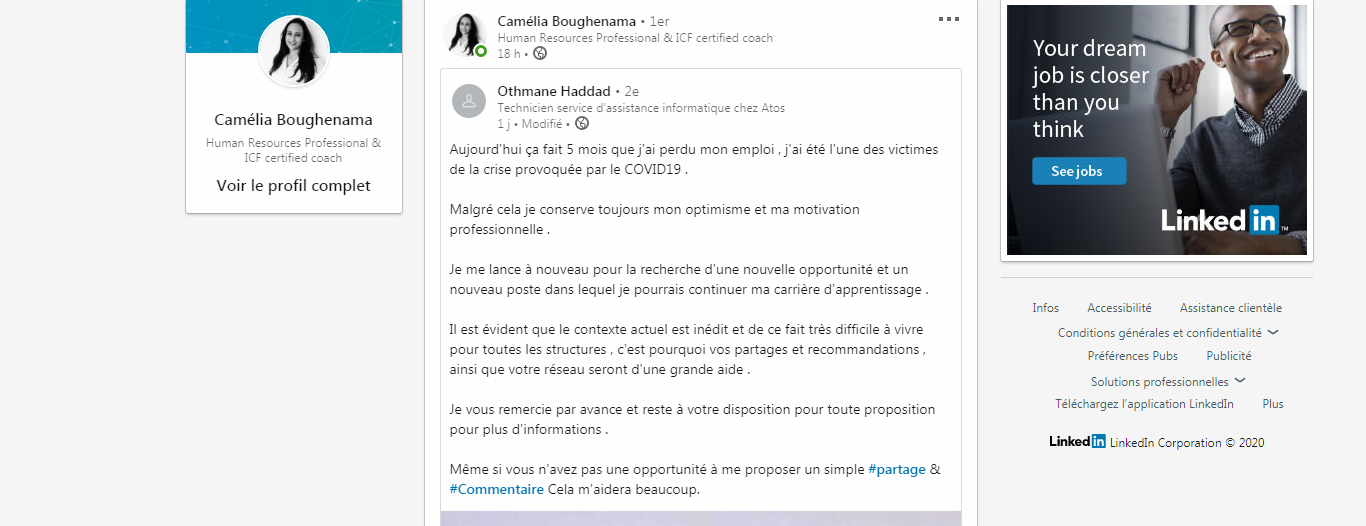 Camélia Boughenama
Human Resources Professional &
ICF certified coach
Voir le profil complet
Camélia Boughenama • 1er
Human Resources Professional & ICF certified coach
18 h •
Othmane Haddad • 2e
Technicien service d'assistance informatique chez Atos
1 j • Modifié •
Aujourd'hui ça fait 5 mois que j'ai perdu mon emploi , j'ai été l'une des victimes
de la crise provoquée par le COVID19 .
Malgré cela je conserve toujours mon optimisme et ma motivation
professionnelle .
Je me lance à nouveau pour la recherche d'une nouvelle opportunité et un
nouveau poste dans lequel je pourrais continuer ma carrière d'apprentissage .
Il est évident que le contexte actuel est inédit et de ce fait très difficile à vivre
pour toutes les structures , c'est pourquoi vos partages et recommandations ,
ainsi que votre réseau seront d'une grande aide .
Je vous remercie par avance et reste à votre disposition pour toute proposition
pour plus d'informations .
Même si vous n'avez pas une opportunité à me proposer un simple #partage &
#Commentaire Cela m'aidera beaucoup.
Your dream
job is closer
than you
think
See jobs
Linked in ™
Infos Accessibilité Assistance clientèle
Conditions générales et confidentialité
Préférences Pubs Publicité
Solutions professionnelles
Téléchargez l'application LinkedIn Plus
Linked in LinkedIn Corporation © 2020